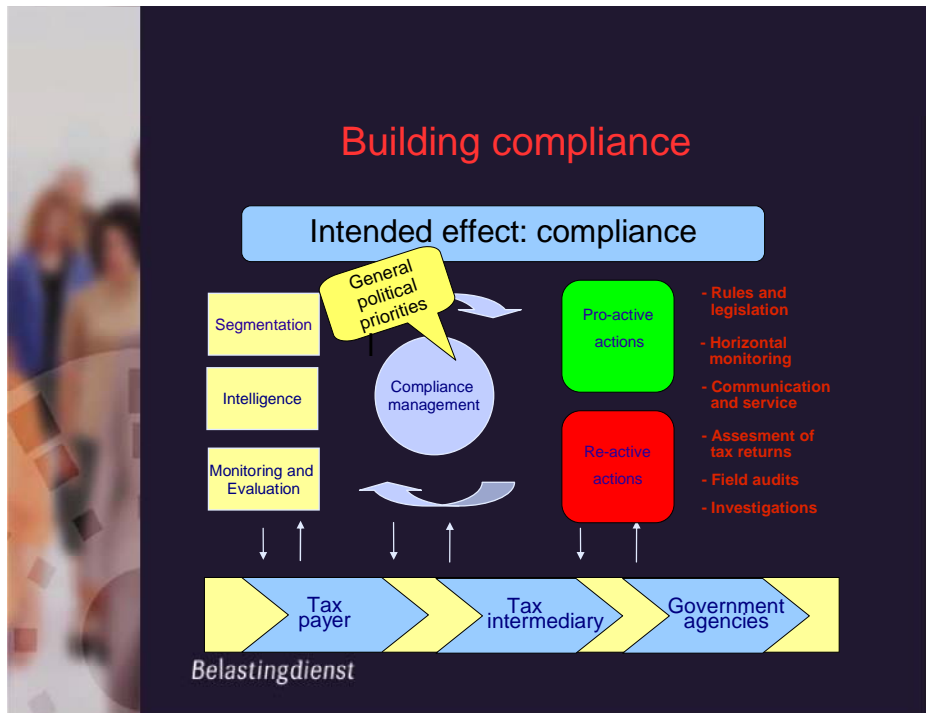 Building compliance
Intended effect: compliance
General
political
priorities
Segmentation
Intelligence
Monitoring and
Evaluation
Compliance
management
Pro-active
actions
Re-active
actions
- Rules and
legislation
- Horizontal
monitoring
- Communication
and service
- Assesment of
tax returns
- Field audits
- Investigations
Tax
payer
Tax
intermediary
Government
agencies
Belastingdienst